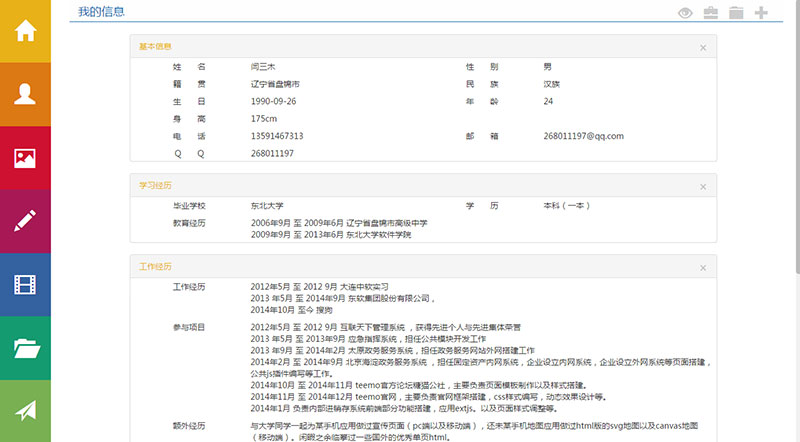 我的信息
基本信息
姓 名 闫三木 性 别 男
籍 贯 辽宁省盘锦市 民 族 汉族
生 日 1990-09-26 年 龄 24
身 高 175cm
电 话 13591467313 邮 箱 268011197@qq.com
Q Q 268011197
学习经历
毕业学校 东北大学 学 历 本科（一本）
教育经历 2006年9月 至 2009年6月 辽宁省盘锦市高级中学
2009年9月 至 2013年6月 东北大学软件学院
工作经历
工作经历 2012年5月 至 2012 9月 大连中软实习
2013 年5月 至 2014年9月 东软集团股份有限公司 。
2014年10月 至今 搜狗
参与项目 2012年5月 至 2012 9月 互联天下管理系统 ，获得先进个人与先进集体荣誉
2013 年5月 至 2013年9月 应急指挥系统，担任公共模块开发工作
2013 年9月 至 2014年2月 太原政务服务系统，担任政务服务网站外网搭建工作
2014年2月 至 2014年9月 北京海淀政务服务系统 ，担任固定资产内网系统，企业设立内网系统，企业设立外网系统等页面搭建，
公共js插件编写等工作。
2014年10月 至 2014年11月 teemo官方论坛糖猫公社，主要负责页面模板制作以及样式搭建。
2014年11月 至 2014年12月 teemo官网，主要负责官网框架搭建，css样式编写，动态效果设计等。
2014年1月 负责内部进销存系统前端部分功能搭建，应用extjs。以及页面样式调整等。
额外经历 与大学同学一起为某手机应用做过宣传页面（pc端以及移动端），还未某手机地图应用做过html版的svg地图以及canvas地图
（移动端）。闲暇之余临摹过一些国外的优秀单页html。